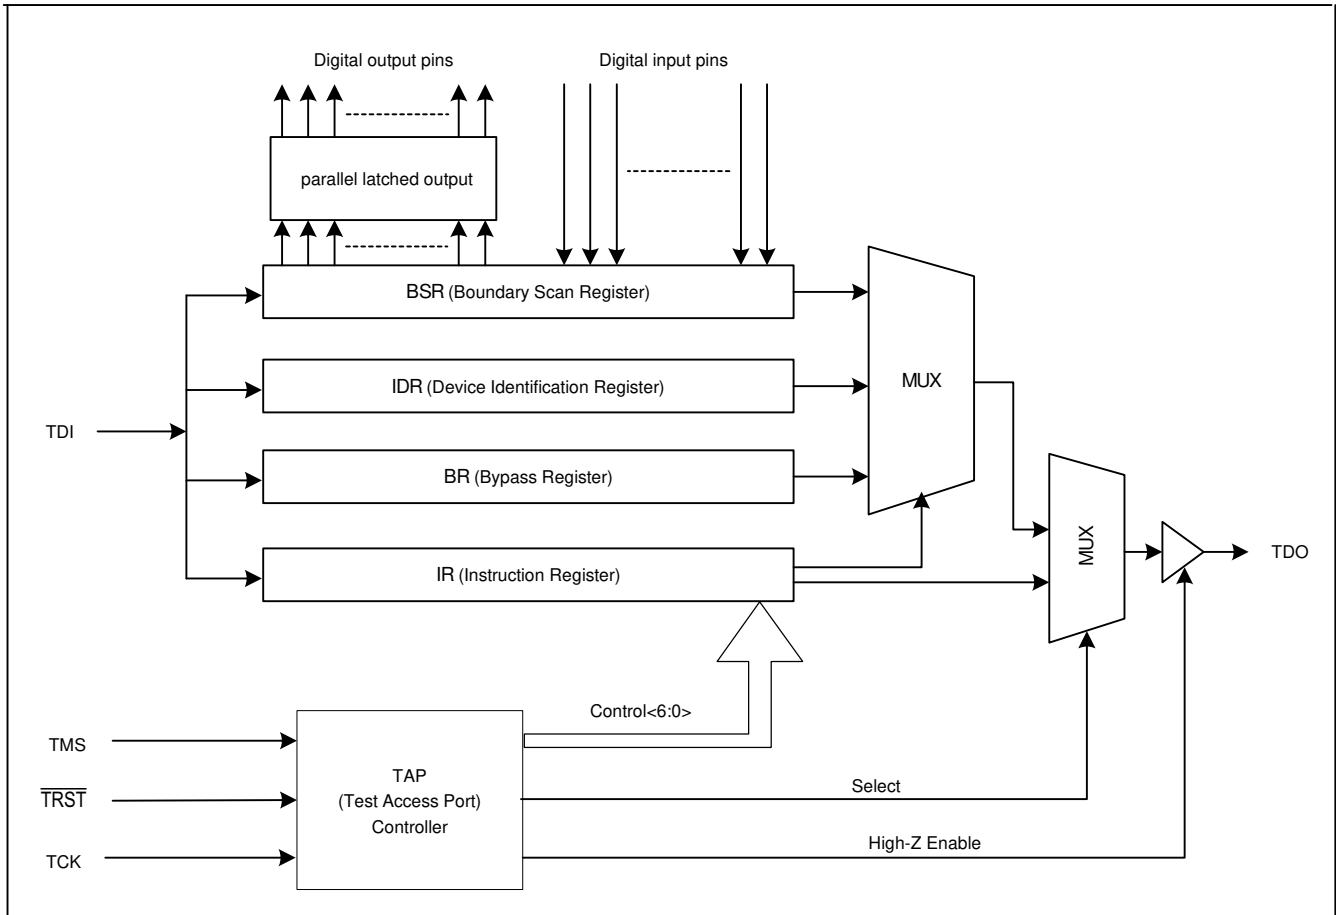 Digital output pins
Digital input pins
parallel latched output
BSR (Boundary Scan Register)
IDR (Device Identification Register)
MUX
TDI
BR (Bypass Register)
MUX
TDO
IR (Instruction Register)
Control<6:0>
TMS
TAP
(Test Access Port)
Controller
TRST
Select
TCK
High-Z Enable